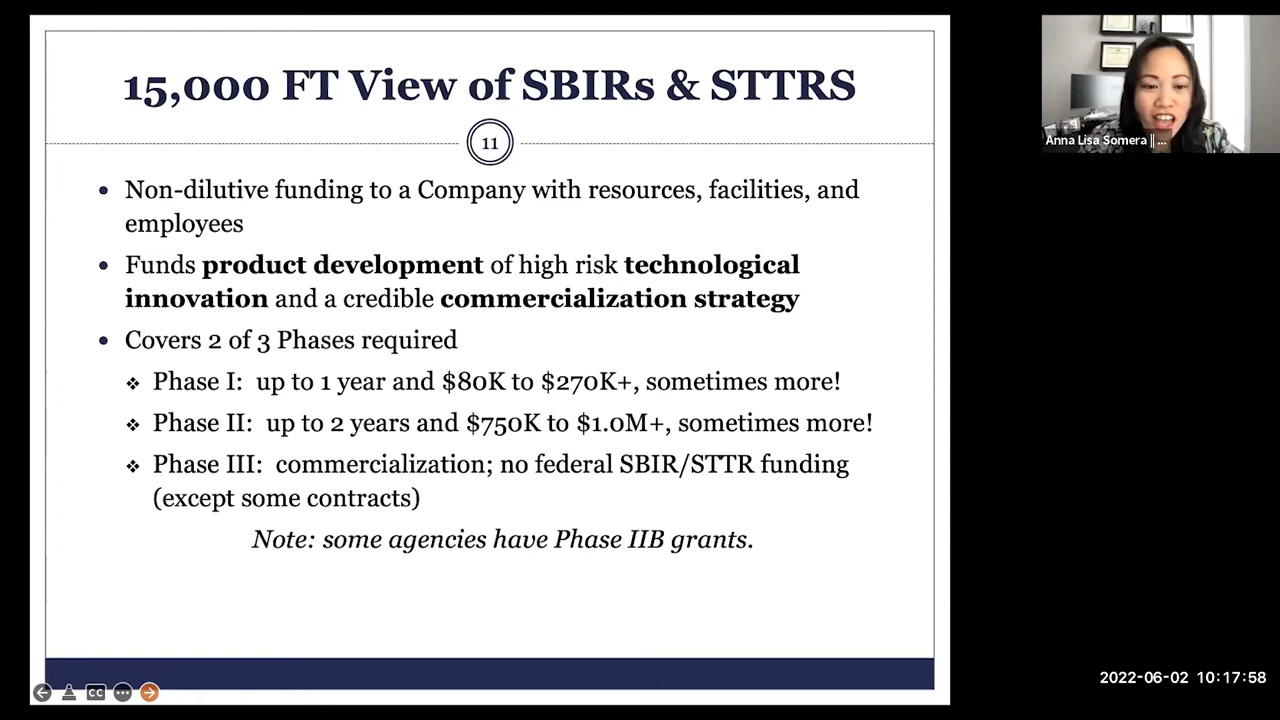 15,000 FT View of SBIRs & STTRS
11
• Non-dilutive funding to a Company with resources, facilities, and
employees
• Funds product development of high risk technological
innovation and a credible commercialization strategy
• Covers 2 of 3 Phases required
❖ Phase I: up to 1 year and $80K to $270K+, sometimes more!
❖ Phase II: up to 2 years and $750K to $1.0M+, sometimes more!
❖ Phase III: commercialization; no federal SBIR/STTR funding
(except some contracts)
Note: some agencies have Phase IIB grants.
CC
Anna Lisa Somera || ...
2022-06-02 10:17:58